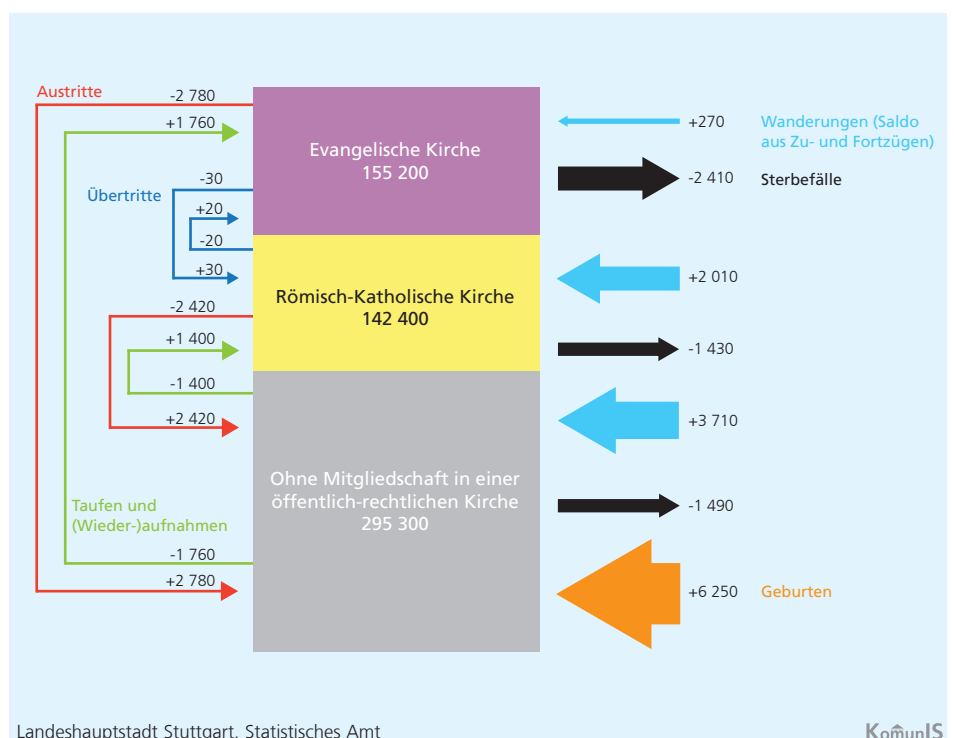 Austritte
-2 780
+1 760
Übertritte
-30
+20
-20
+30
-2 420
+1 400
-1 400
+2 420
Taufen und
(Wieder-)aufnahmen
-1 760
+2 780
Evangelische Kirche
155 200
Römisch-Katholische Kirche
142 400
Ohne Mitgliedschaft in einer
öffentlich-rechtlichen Kirche
295 300
+270
Wanderungen (Saldo
aus Zu- und Fortzügen)
-2 410
Sterbefälle
+2 010
-1 430
+3 710
-1 490
+6 250
Geburten
Landeshauptstadt Stuttgart, Statistisches Amt
KomunIS